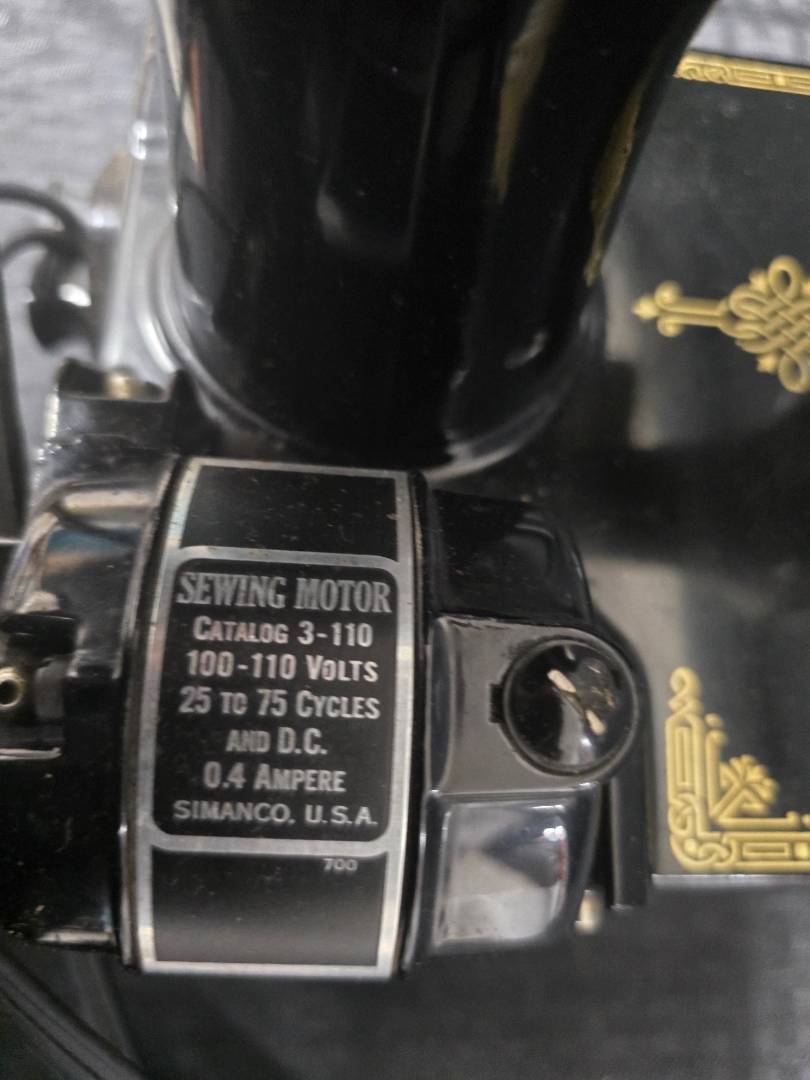 SEWING MOTOR
CATALOG 3-110
100-110 VOLTS
25 TO 75 CYCLES
AND D.C.
0.4 AMPERE
SIMANCO. U.S.A.
700